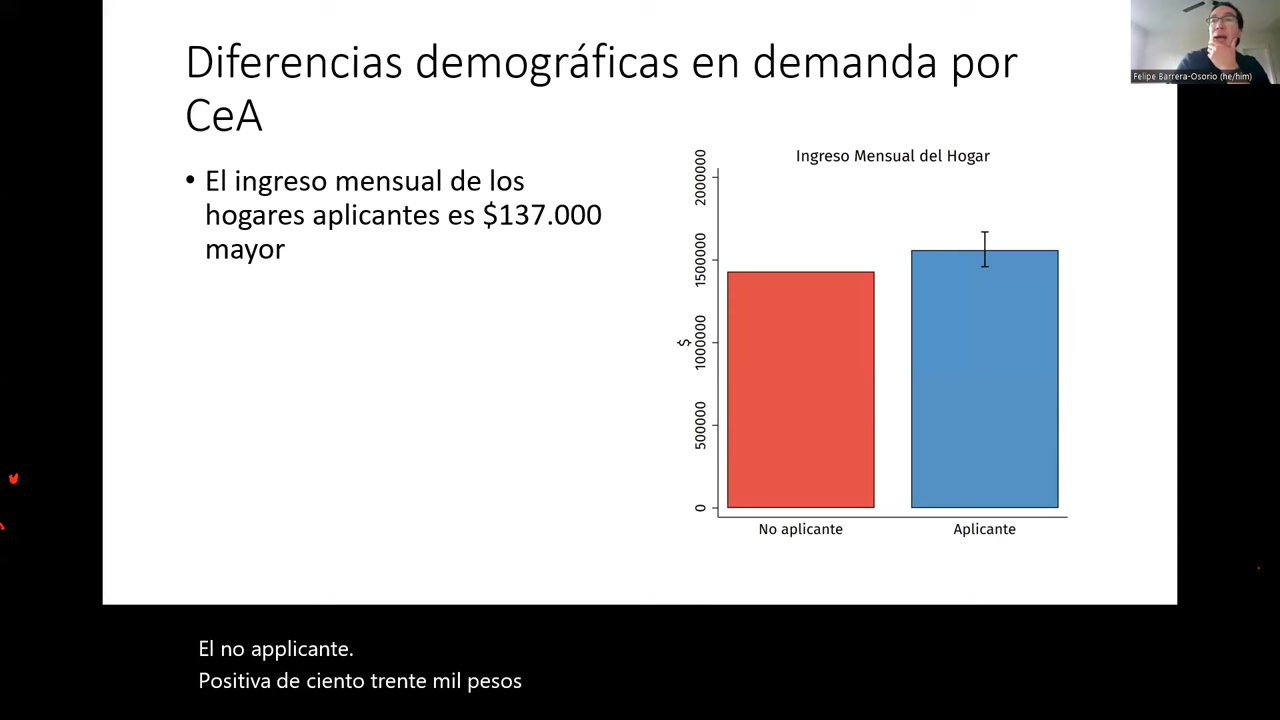 Diferencias demográficas en demanda por
CeA
Felipe Barrera-Osorio (he/him)
• El ingreso mensual de los
hogares aplicantes es $137.000
mayor
Ingreso Mensual del Hogar
2000000
1500000
1000000
500000
0
$
No aplicante
Aplicante
El no applicante.
Positiva de ciento trente mil pesos